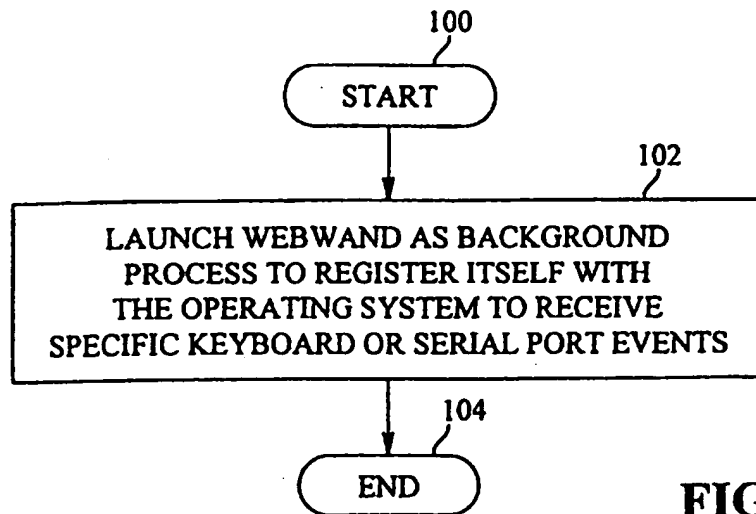 100
START
102
LAUNCH WEBWAND AS BACKGROUND
PROCESS TO REGISTER ITSELF WITH
THE OPERATING SYSTEM TO RECEIVE
SPECIFIC KEYBOARD OR SERIAL PORT EVENTS
104
END
FIG